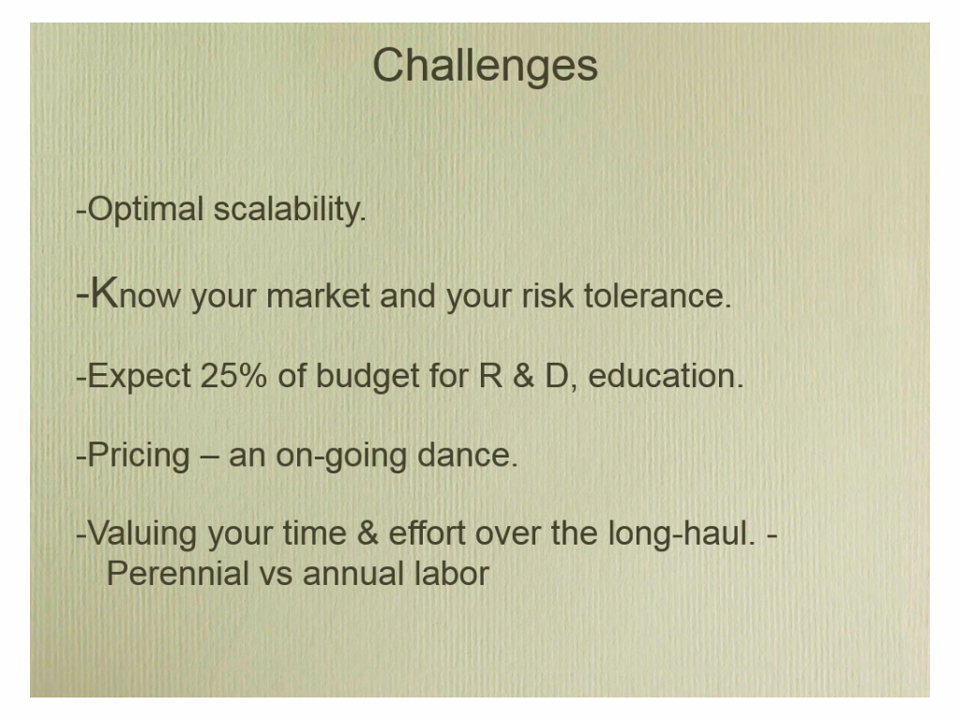 Challenges
-Optimal scalability.
-Know your market and your risk tolerance.
-Expect 25% of budget for R & D, education.
-Pricing – an on-going dance.
-Valuing your time & effort over the long-haul. -
Perennial vs annual labor